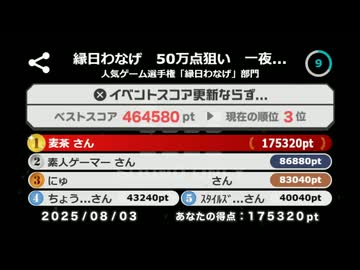 縁日わなげ 50万点狙い 一夜...
9
人気ゲーム選手権「縁日わなげ」部門
イベントスコア更新ならず...
ベストスコア 464580 pt ▶ 現在の順位 3 位
1 麦茶 さん 175320pt
2 素人ゲーマー さん 86880pt
3 にゅ さん 83040pt
4 ちょう...さん 43240pt 5 スタイルズ...さん 40040pt
2025/08/03 あなたの得点：175320pt